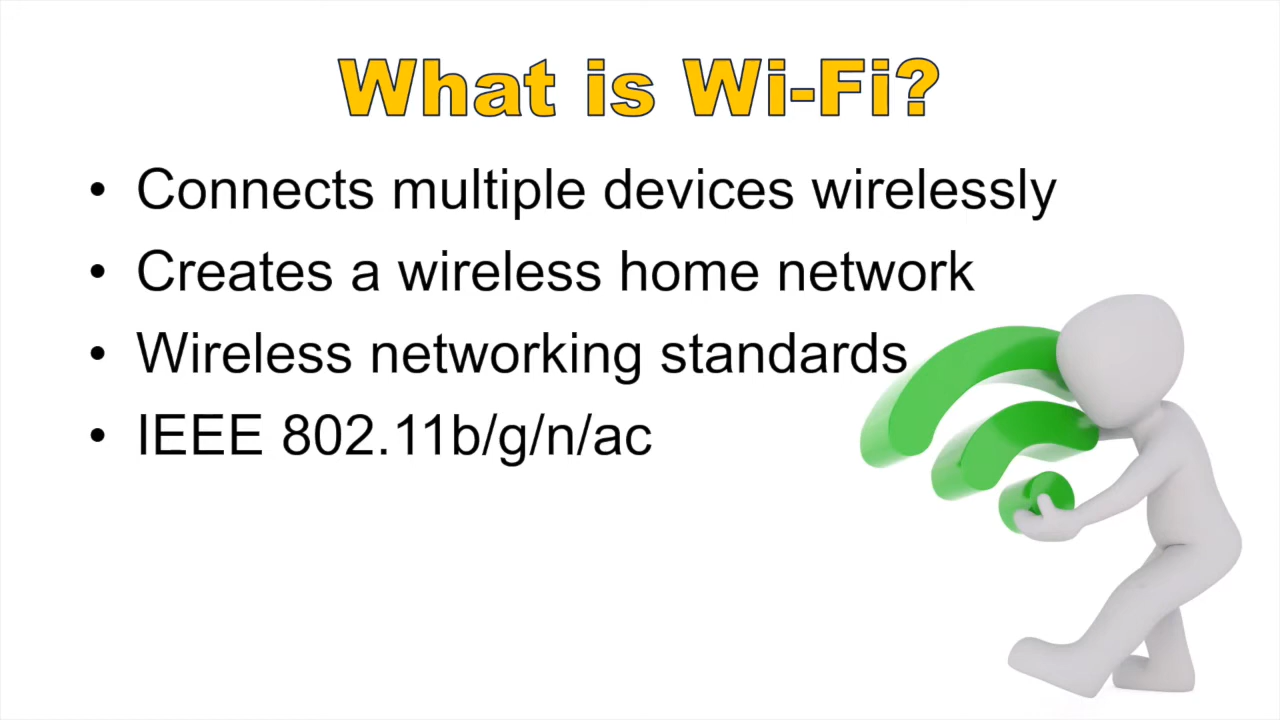 What is Wi-Fi?
• Connects multiple devices wirelessly
• Creates a wireless home network
• Wireless networking standards
• IEEE 802.11b/g/n/ac